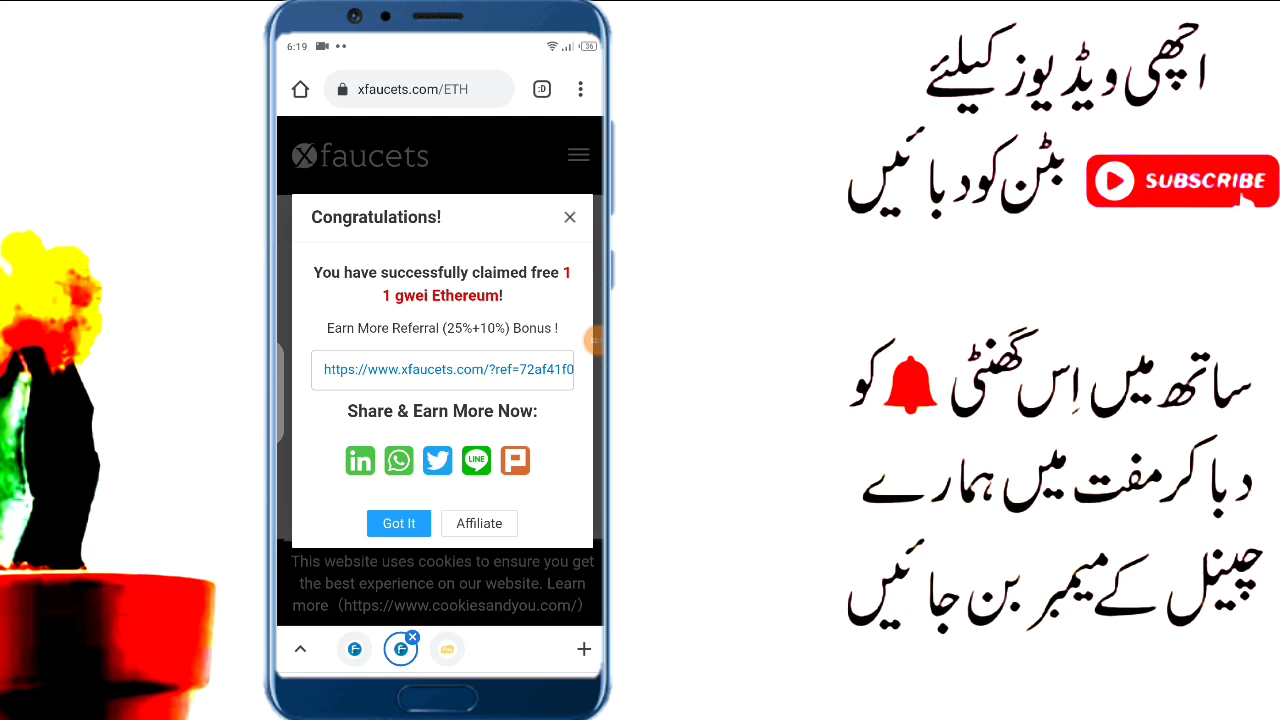 6:19
36
xfaucets.com/ETH
:D
xfaucets
Congratulations!
You have successfully claimed free 1
1 gwei Ethereum!
Earn More Referral (25%+10%) Bonus !
https://www.xfaucets.com/?ref=72af41f0
Share & Earn More Now:
in LINE
Got It Affiliate
This website uses cookies to ensure you get
the best experience on our website. Learn
more（https://www.cookiesandyou.com/）
اچھی ویڈیوز کیلئے
SUBSCRIBE بٹن کو دبائیں
ساتھ میں اِس گھنٹی کو
دبا کر مفت میں ہمارے
چینل کے میمبر بن جائیں